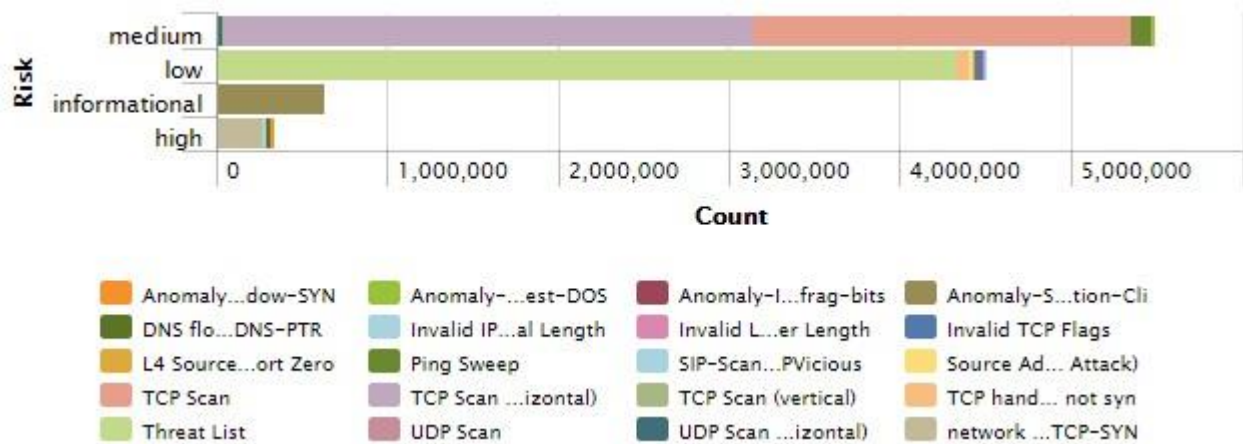 medium
low
informational
high
Risk
0 1,000,000 2,000,000 3,000,000 4,000,000 5,000,000
Count
Anomaly...dow-SYN Anomaly-...est-DOS Anomaly-I...frag-bits Anomaly-S...tion-Cli
DNS flo...DNS-PTR Invalid IP...al Length Invalid L...er Length Invalid TCP Flags
L4 Source...ort Zero Ping Sweep SIP-Scan...PVicious Source Ad... Attack)
TCP Scan TCP Scan ...izontal) TCP Scan (vertical) TCP hand... not syn
Threat List UDP Scan UDP Scan ...izontal) network ...TCP-SYN